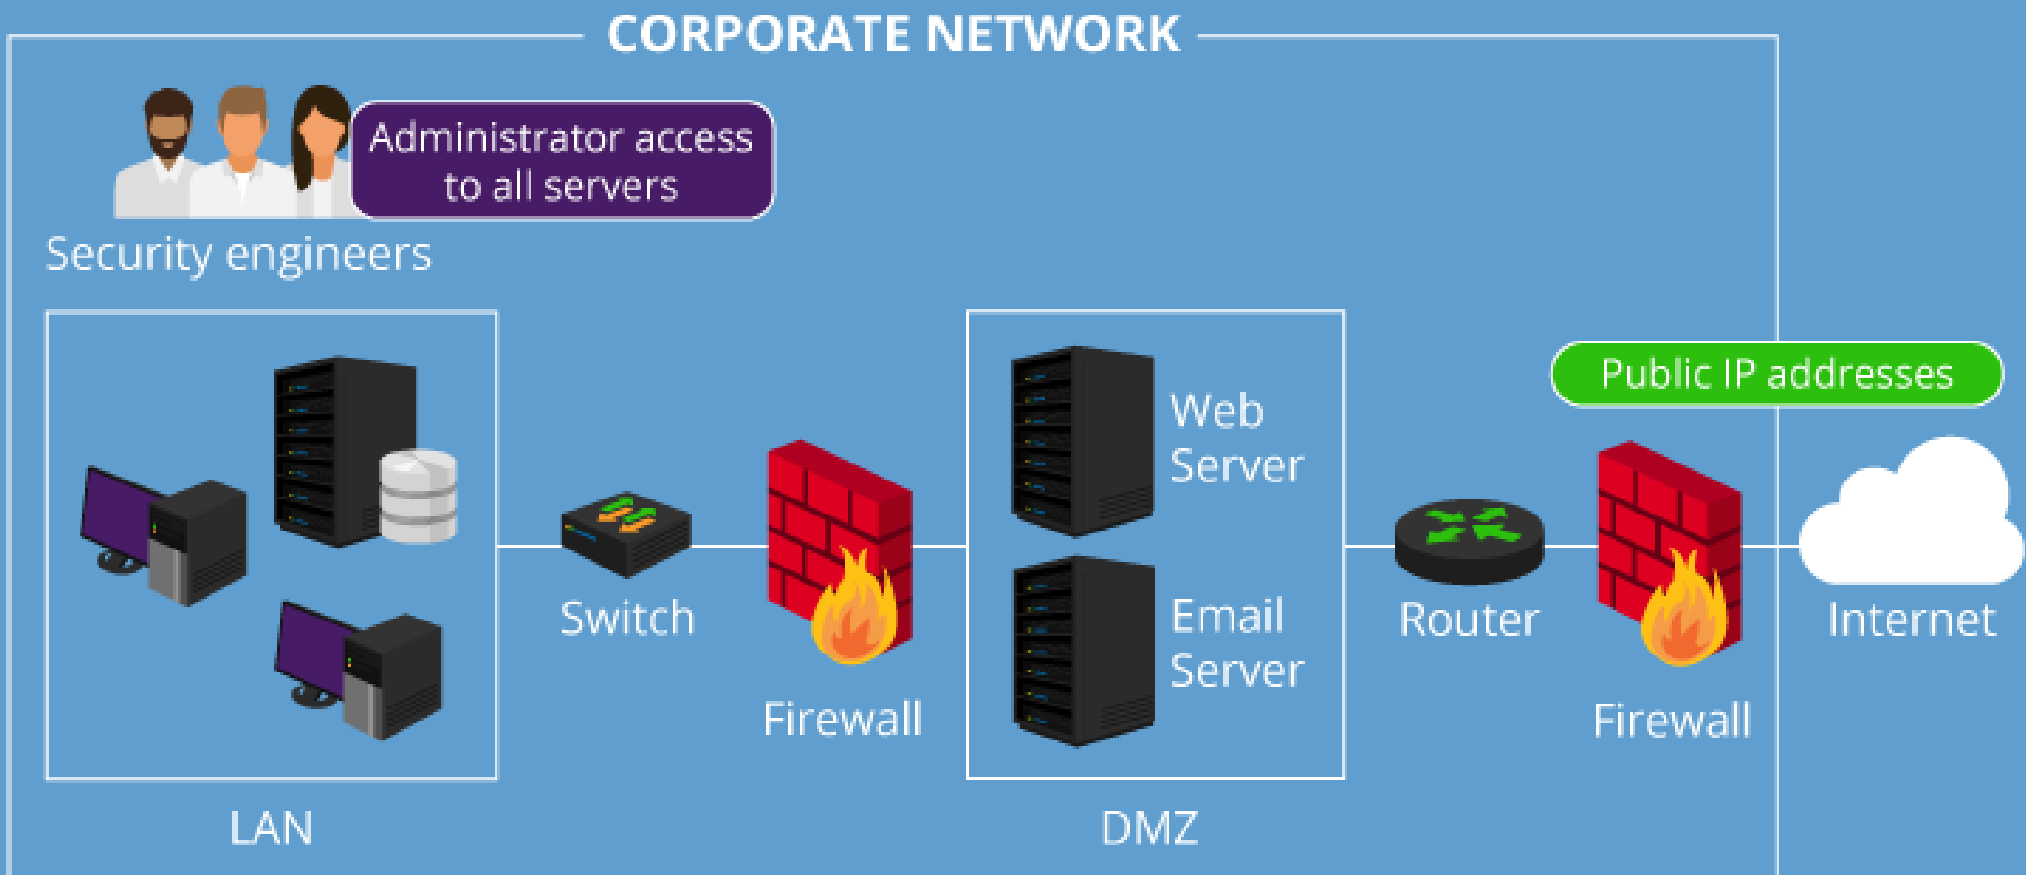 CORPORATE NETWORK
Administrator access
to all servers
Security engineers
Public IP addresses
Web
Server
Email
Server
Switch
Router
Internet
Firewall
Firewall
LAN
DMZ